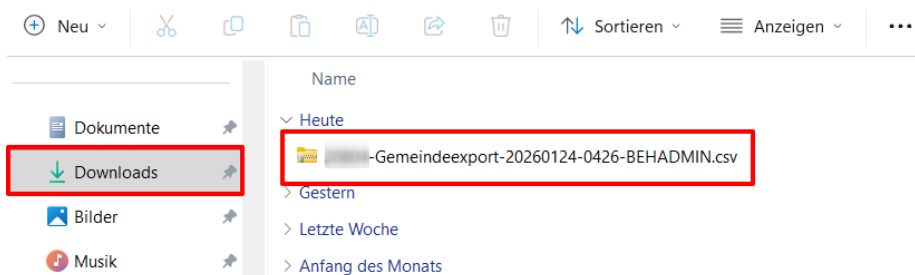 Neu
Sortieren
Anzeigen
Name
Dokumente
Downloads
Bilder
Musik
Heute
-Gemeindeexport-20260124-0426-BEHADMIN.csv
Gestern
Letzte Woche
Anfang des Monats